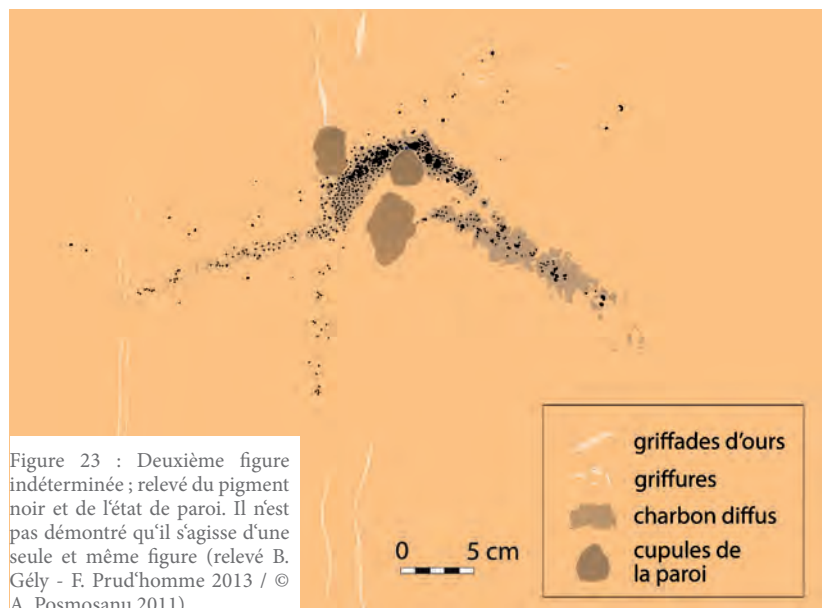 Figure 23 : Deuxième figure
indéterminée ; relevé du pigment
noir et de l‘état de paroi. Il n‘est
pas démontré qu‘il s‘agisse d‘une
seule et même figure (relevé B.
Gély - F. Prud‘homme 2013 / ©
A. Posmosanu 2011)
0 5 cm
griffades d'ours
griffures
charbon diffus
cupules de
la paroi